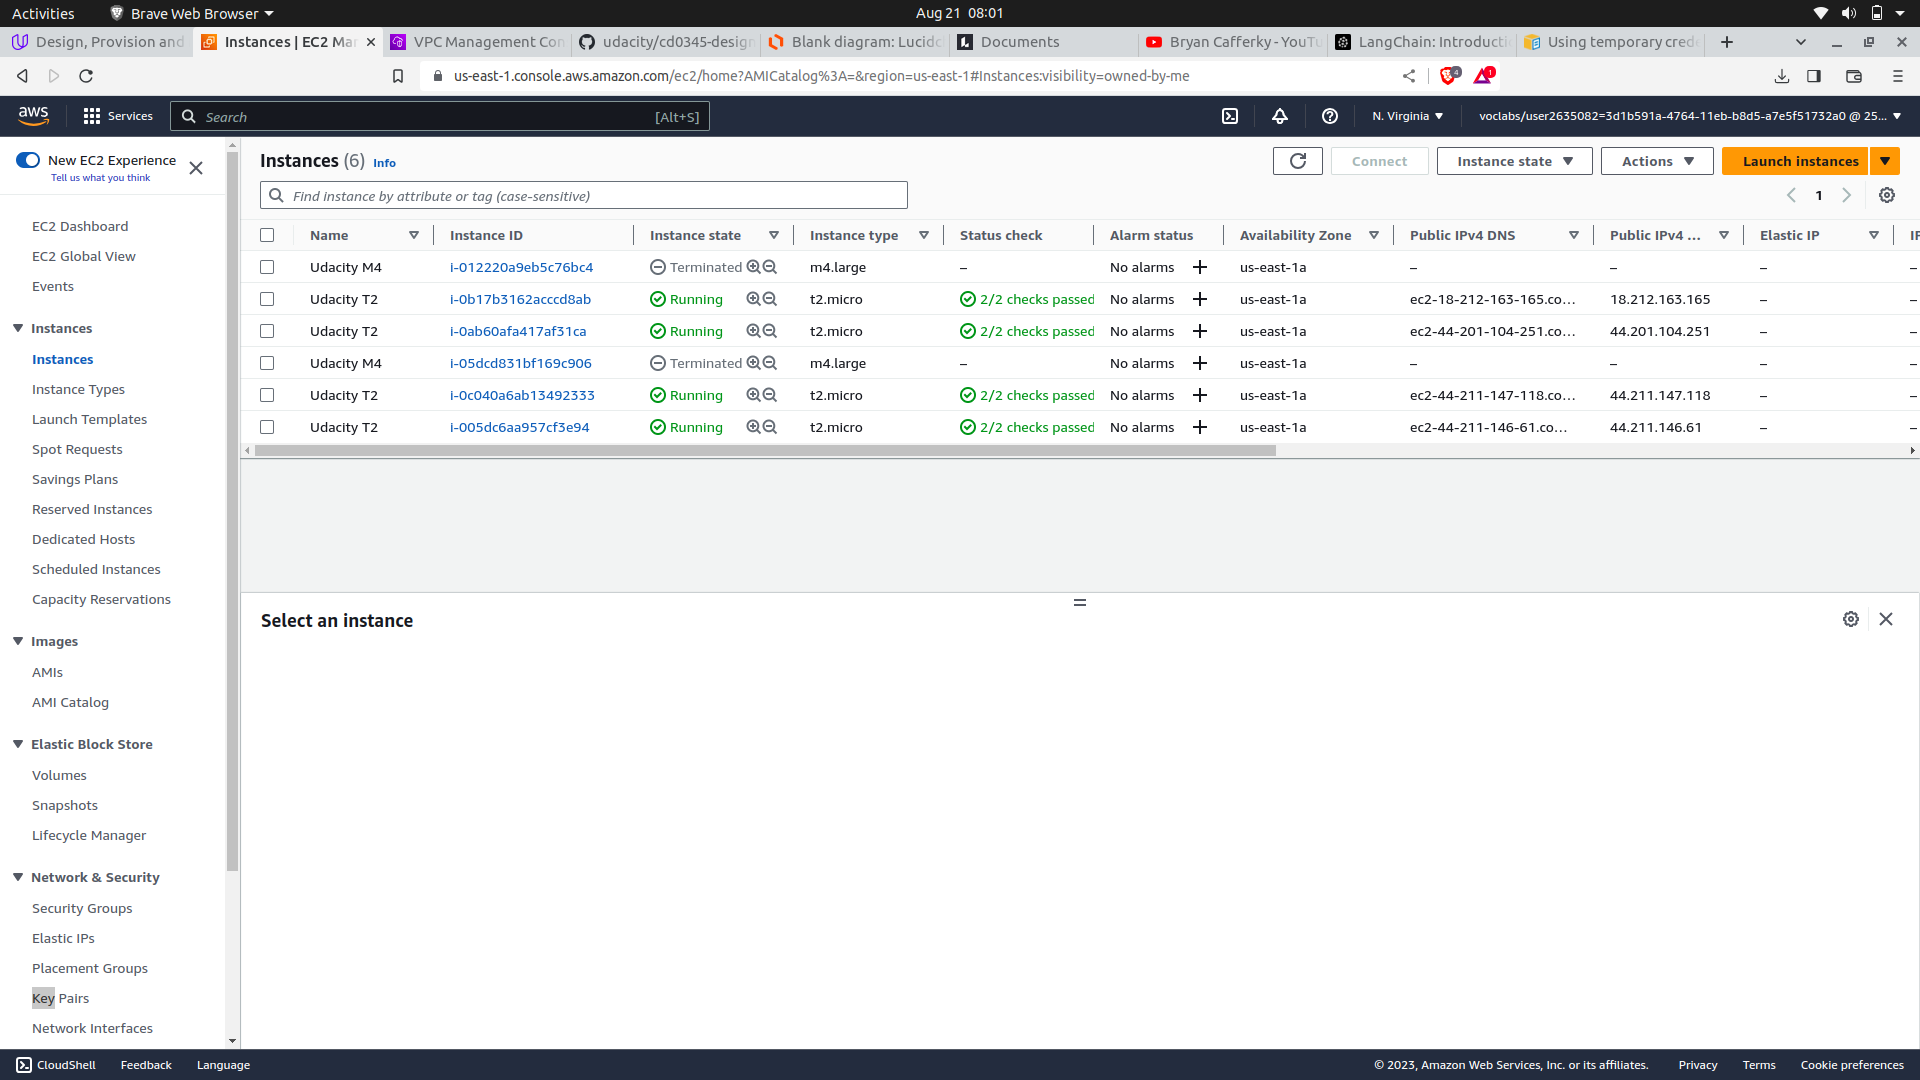 Activities
Brave Web Browser
Aug 21 08:01
Design, Provision and
Instances | EC2 Mar
VPC Management Con
udacity/cd0345-design
Blank diagram: Lucidc
Documents
Bryan Cafferky - YouTu
LangChain: Introducti
Using temporary crede
us-east-1.console.aws.amazon.com/ec2/home?AMICatalog%3A=&region=us-east-1#Instances:visibility=owned-by-me
4
1
aws
Services
Search
[Alt+S]
N. Virginia
voclabs/user2635082=3d1b591a-4764-11eb-b8d5-a7e5f51732a0 @ 25...
New EC2 Experience
Tell us what you think
EC2 Dashboard
EC2 Global View
Events
Instances
Instances
Instance Types
Launch Templates
Spot Requests
Savings Plans
Reserved Instances
Dedicated Hosts
Scheduled Instances
Capacity Reservations
Images
AMIs
AMI Catalog
Elastic Block Store
Volumes
Snapshots
Lifecycle Manager
Network & Security
Security Groups
Elastic IPs
Placement Groups
Key Pairs
Network Interfaces
Instances (6) Info
Connect
Instance state
Actions
Launch instances
Find instance by attribute or tag (case-sensitive)
1
Name Instance ID Instance state Instance type Status check Alarm status Availability Zone Public IPv4 DNS Public IPv4 ... Elastic IP IP
Udacity M4 i-012220a9eb5c76bc4 Terminated m4.large – No alarms + us-east-1a – – – –
Udacity T2 i-0b17b3162acccd8ab Running t2.micro 2/2 checks passed No alarms + us-east-1a ec2-18-212-163-165.co... 18.212.163.165 – –
Udacity T2 i-0ab60afa417af31ca Running t2.micro 2/2 checks passed No alarms + us-east-1a ec2-44-201-104-251.co... 44.201.104.251 – –
Udacity M4 i-05dcd831bf169c906 Terminated m4.large – No alarms + us-east-1a – – – –
Udacity T2 i-0c040a6ab13492333 Running t2.micro 2/2 checks passed No alarms + us-east-1a ec2-44-211-147-118.co... 44.211.147.118 – –
Udacity T2 i-005dc6aa957cf3e94 Running t2.micro 2/2 checks passed No alarms + us-east-1a ec2-44-211-146-61.co... 44.211.146.61 – –
Select an instance
CloudShell
Feedback
Language
© 2023, Amazon Web Services, Inc. or its affiliates.
Privacy
Terms
Cookie preferences